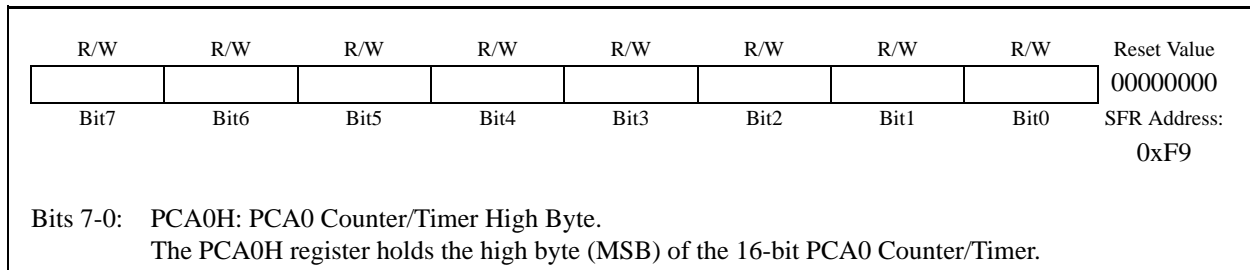 R/W R/W R/W R/W R/W R/W R/W R/W Reset Value
00000000
Bit7 Bit6 Bit5 Bit4 Bit3 Bit2 Bit1 Bit0 SFR Address:
0xF9
Bits 7-0: PCA0H: PCA0 Counter/Timer High Byte.
The PCA0H register holds the high byte (MSB) of the 16-bit PCA0 Counter/Timer.